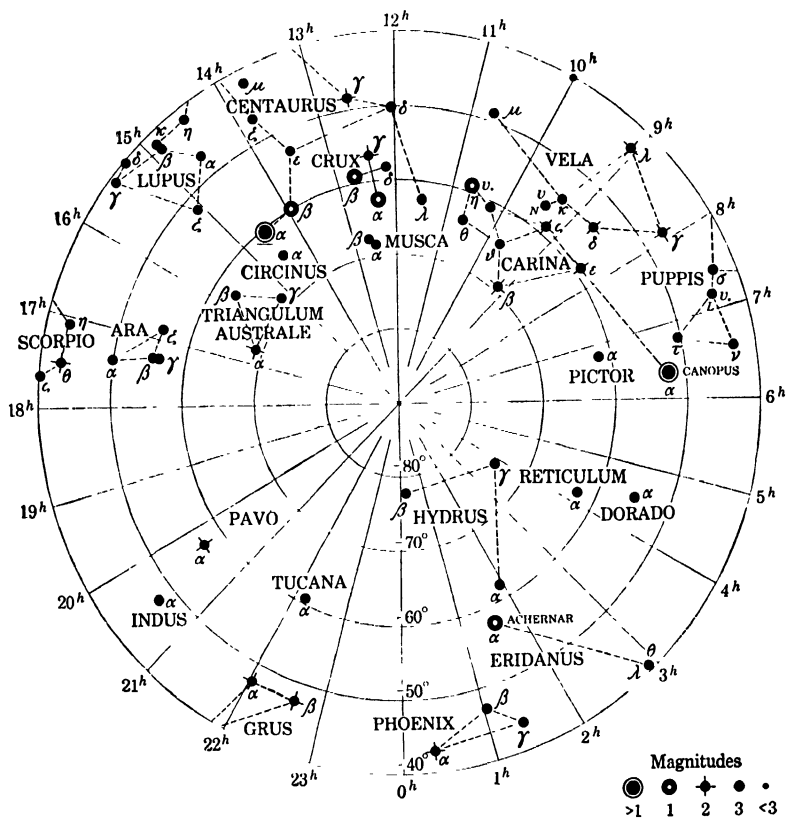 12ʰ
13ʰ
11ʰ
14ʰ
10ʰ
μ
γ
CENTAURUS
δ
μ
15ʰ
κ
η
ξ
ε
γ
9ʰ
λ
δ
β
α
CRUX
δ
VELA
LUPUS
β
υ.
η
υ
N
κ
8ʰ
γ
ξ
β
α
λ
ι
δ
γ
16ʰ
α
β
MUSCA
θ
α
CIRCINUS
α
ϑ
CARINA
ε
PUPPIS
σ
17ʰ
η
β
γ
β
L
υ.
7ʰ
SCORPIO
ARA
ξ
TRIANGULUM
AUSTRALE
τ
ν
ς
θ
α
β
γ
α
α
PICTOR
CANOPUS
α
18ʰ
6ʰ
80°
γ
RETICULUM
β
HYDRUS
α
α
DORADO
5ʰ
19ʰ
PAVO
α
70°
4ʰ
TUCANA
α
α
20ʰ
α
INDUS
60°
α
ACHERNAR
ERIDANUS
θ
λ
3ʰ
21ʰ
α
β
GRUS
50°
β
PHOENIX
γ
α
22ʰ
2ʰ
23ʰ
40°
1ʰ
0ʰ
Magnitudes
>1 1 2 3 <3